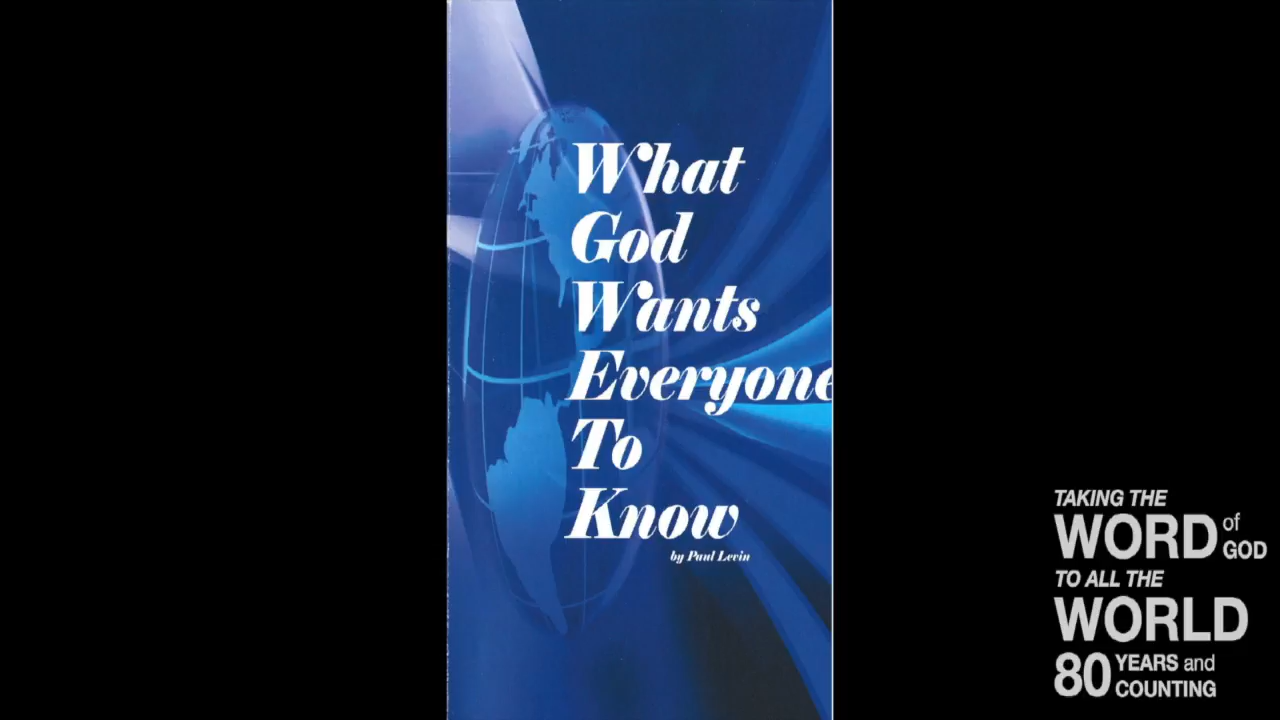 What
God
Wants
Everyone
To
Know
by Paul Levin
TAKING THE
WORD of GOD
TO ALL THE
WORLD
80 YEARS and
COUNTING